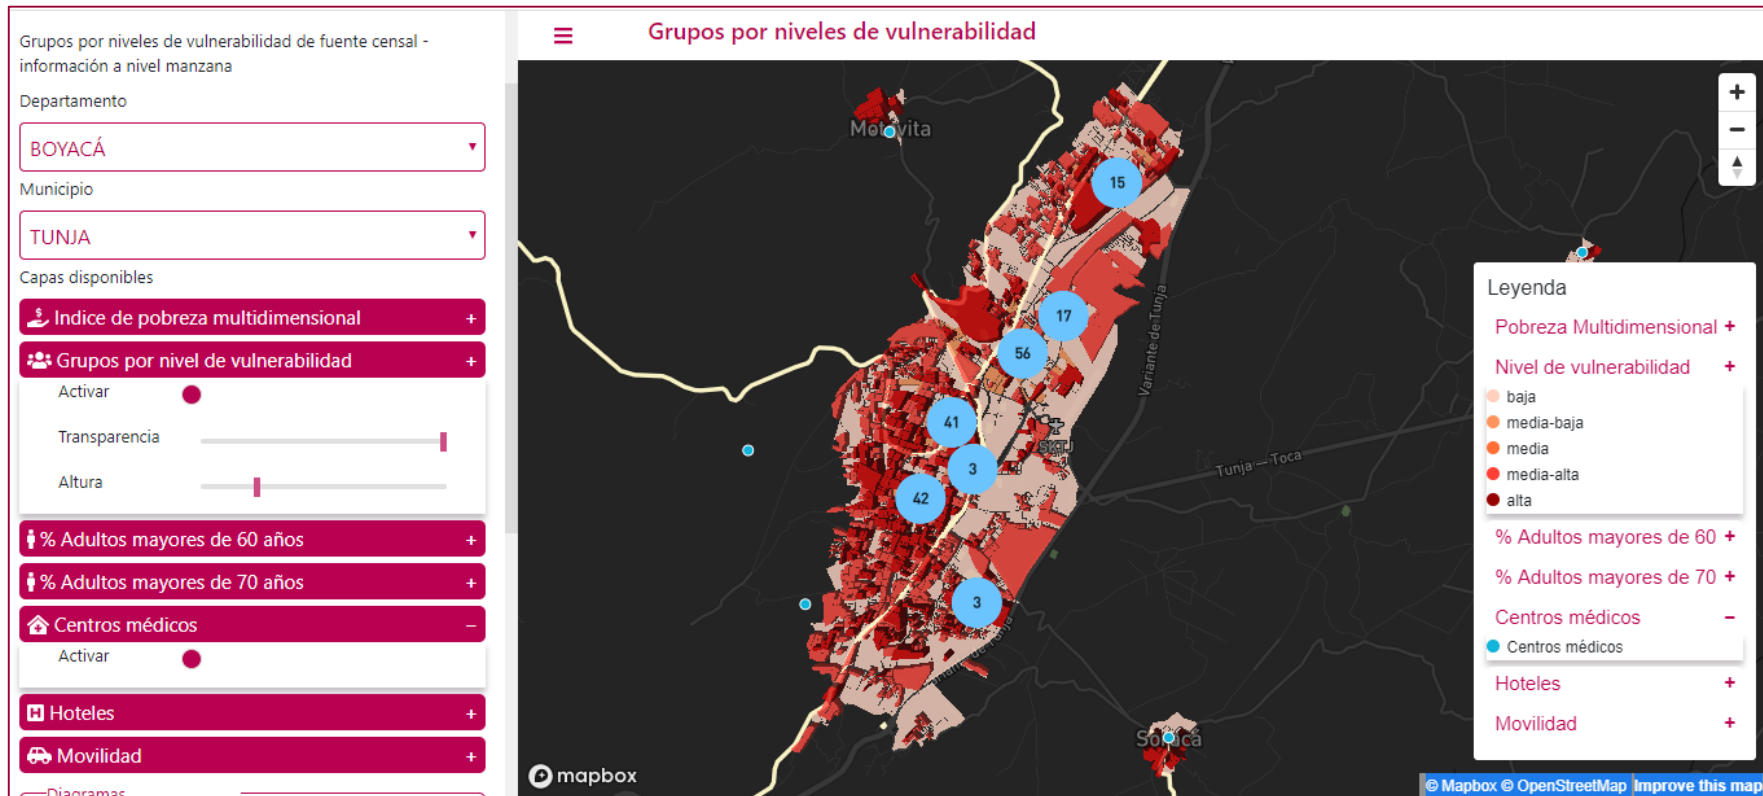 Grupos por niveles de vulnerabilidad de fuente censal -
información a nivel manzana
Departamento
BOYACÁ
Municipio
TUNJA
Capas disponibles
Indice de pobreza multidimensional +
Grupos por nivel de vulnerabilidad +
Activar
Transparencia
Altura
% Adultos mayores de 60 años +
% Adultos mayores de 70 años +
Centros médicos −
Activar
H Hoteles +
Movilidad +
Diagramas
Grupos por niveles de vulnerabilidad
Motavita
15
17
56
41
3
42
3
SKTJ
Variante de Tunja
Tunja — Toca
Soracá
mapbox
+
−
Leyenda
Pobreza Multidimensional +
Nivel de vulnerabilidad +
baja
media-baja
media
media-alta
alta
% Adultos mayores de 60 +
% Adultos mayores de 70 +
Centros médicos −
Centros médicos
Hoteles +
Movilidad +
© Mapbox © OpenStreetMap Improve this map